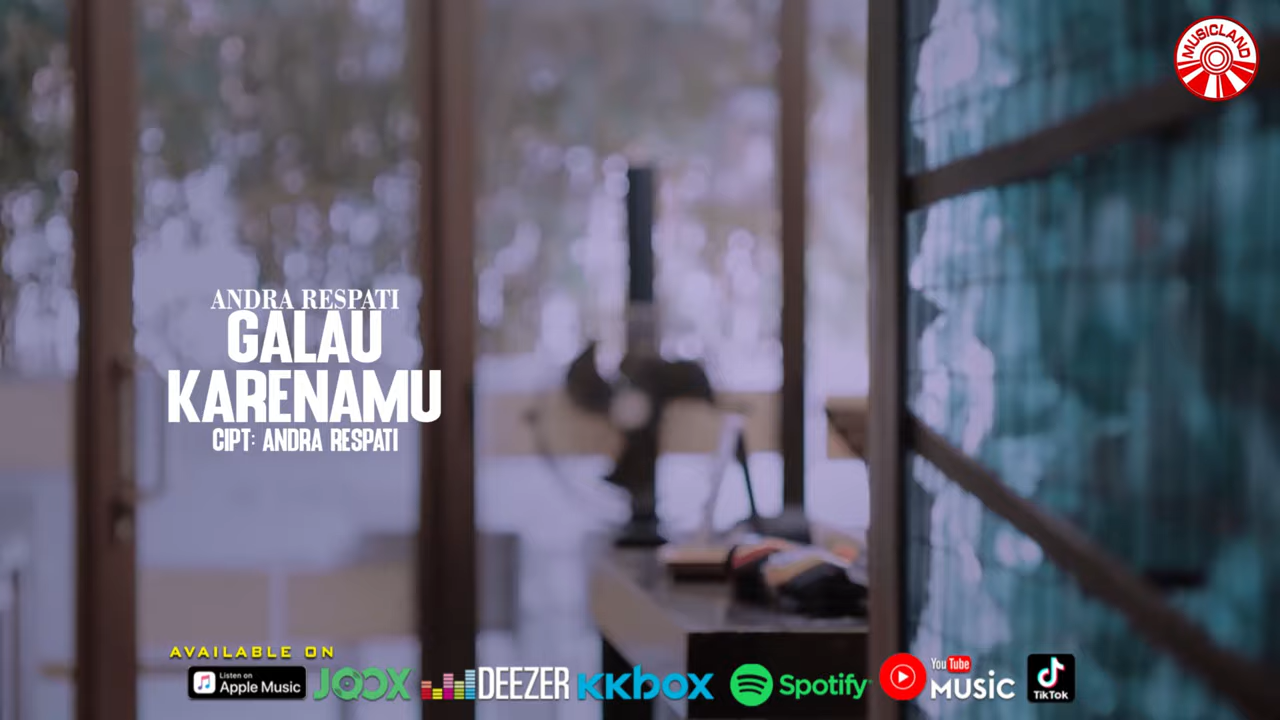 MUSICLAND
ANDRA RESPATI
GALAU
KARENAMU
CIPT: ANDRA RESPATI
AVAILABLE ON
Listen on
Apple Music
JOOX
DEEZER
KKBOX
Spotify
YouTube
MUSIC
TikTok